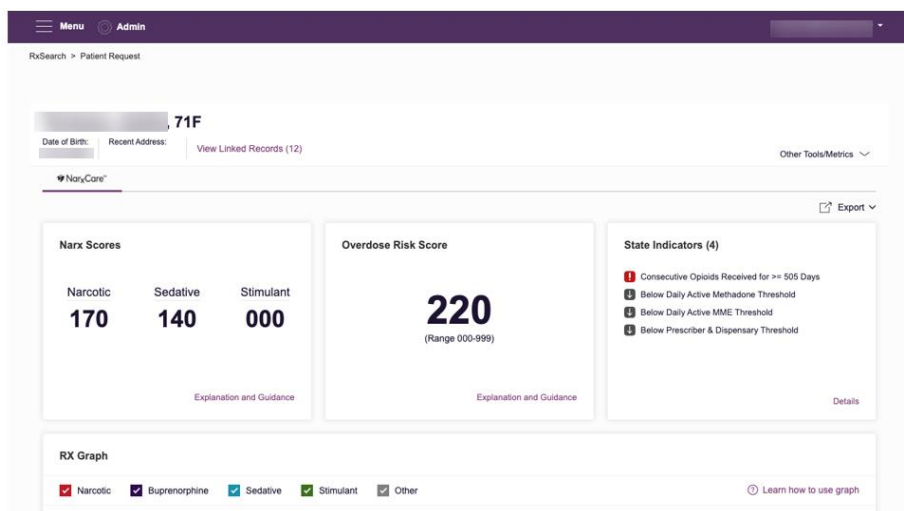 Menu Admin
RxSearch > Patient Request
, 71F
Date of Birth: Recent Address: View Linked Records (12)
Other Tools/Metrics
NarxCare™
Export
Narx Scores
Narcotic Sedative Stimulant
170 140 000
Explanation and Guidance
Overdose Risk Score
220
(Range 000-999)
Explanation and Guidance
State Indicators (4)
Consecutive Opioids Received for >= 505 Days
Below Daily Active Methadone Threshold
Below Daily Active MME Threshold
Below Prescriber & Dispensary Threshold
Details
RX Graph
Narcotic Buprenorphine Sedative Stimulant Other
Learn how to use graph